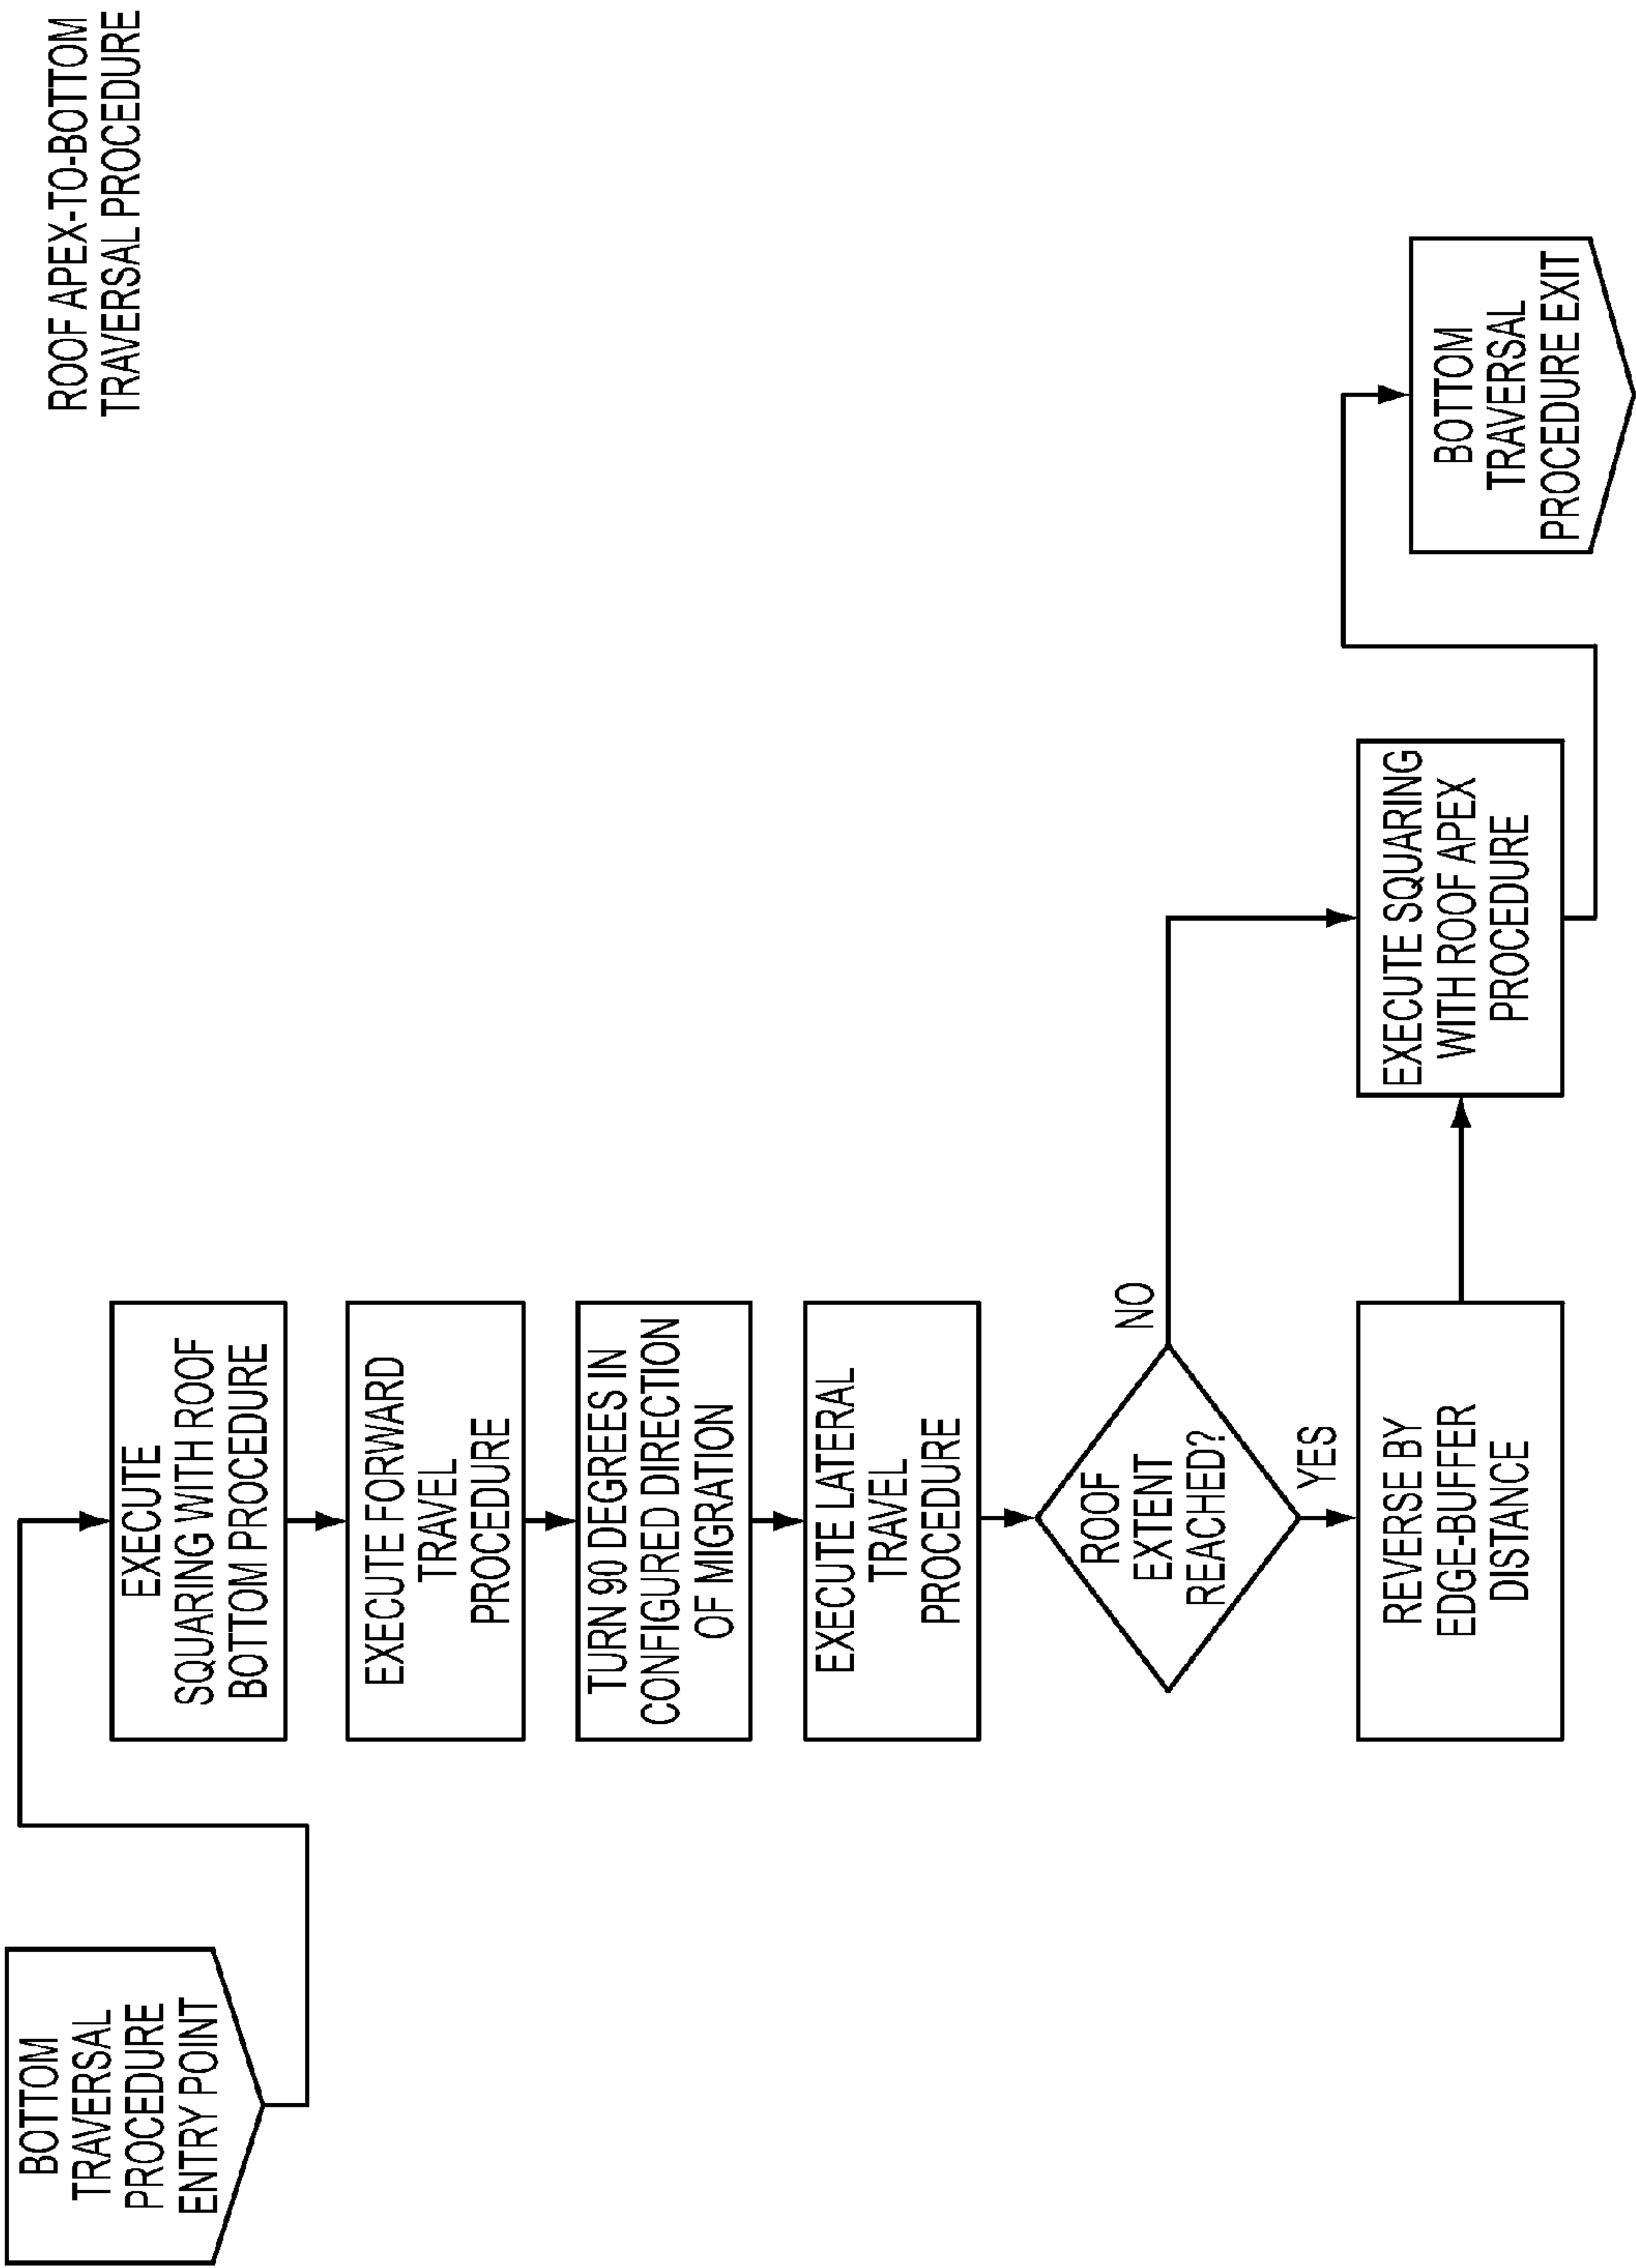 ROOF APEX-TO-BOTTOM
TRAVERSAL PROCEDURE
BOTTOM
TRAVERSAL
PROCEDURE
ENTRY POINT
EXECUTE
SQUARING WITH ROOF
BOTTOM PROCEDURE
EXECUTE FORWARD
TRAVEL
PROCEDURE
TURN 90 DEGREES IN
CONFIGURED DIRECTION
OF MIGRATION
EXECUTE LATERAL
TRAVEL
PROCEDURE
ROOF
EXTENT
REACHED?
NO
YES
REVERSE BY
EDGE-BUFFER
DISTANCE
EXECUTE SQUARING
WITH ROOF APEX
PROCEDURE
BOTTOM
TRAVERSAL
PROCEDURE EXIT